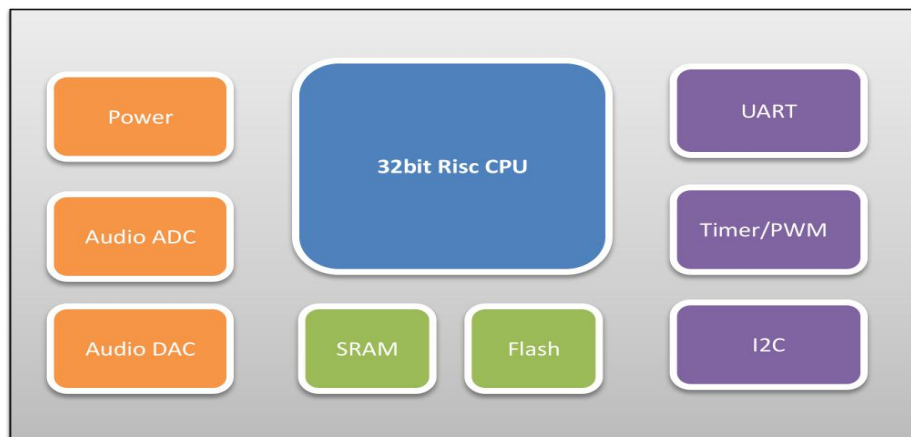 Power
Audio ADC
Audio DAC
32bit Risc CPU
SRAM
Flash
UART
Timer/PWM
I2C